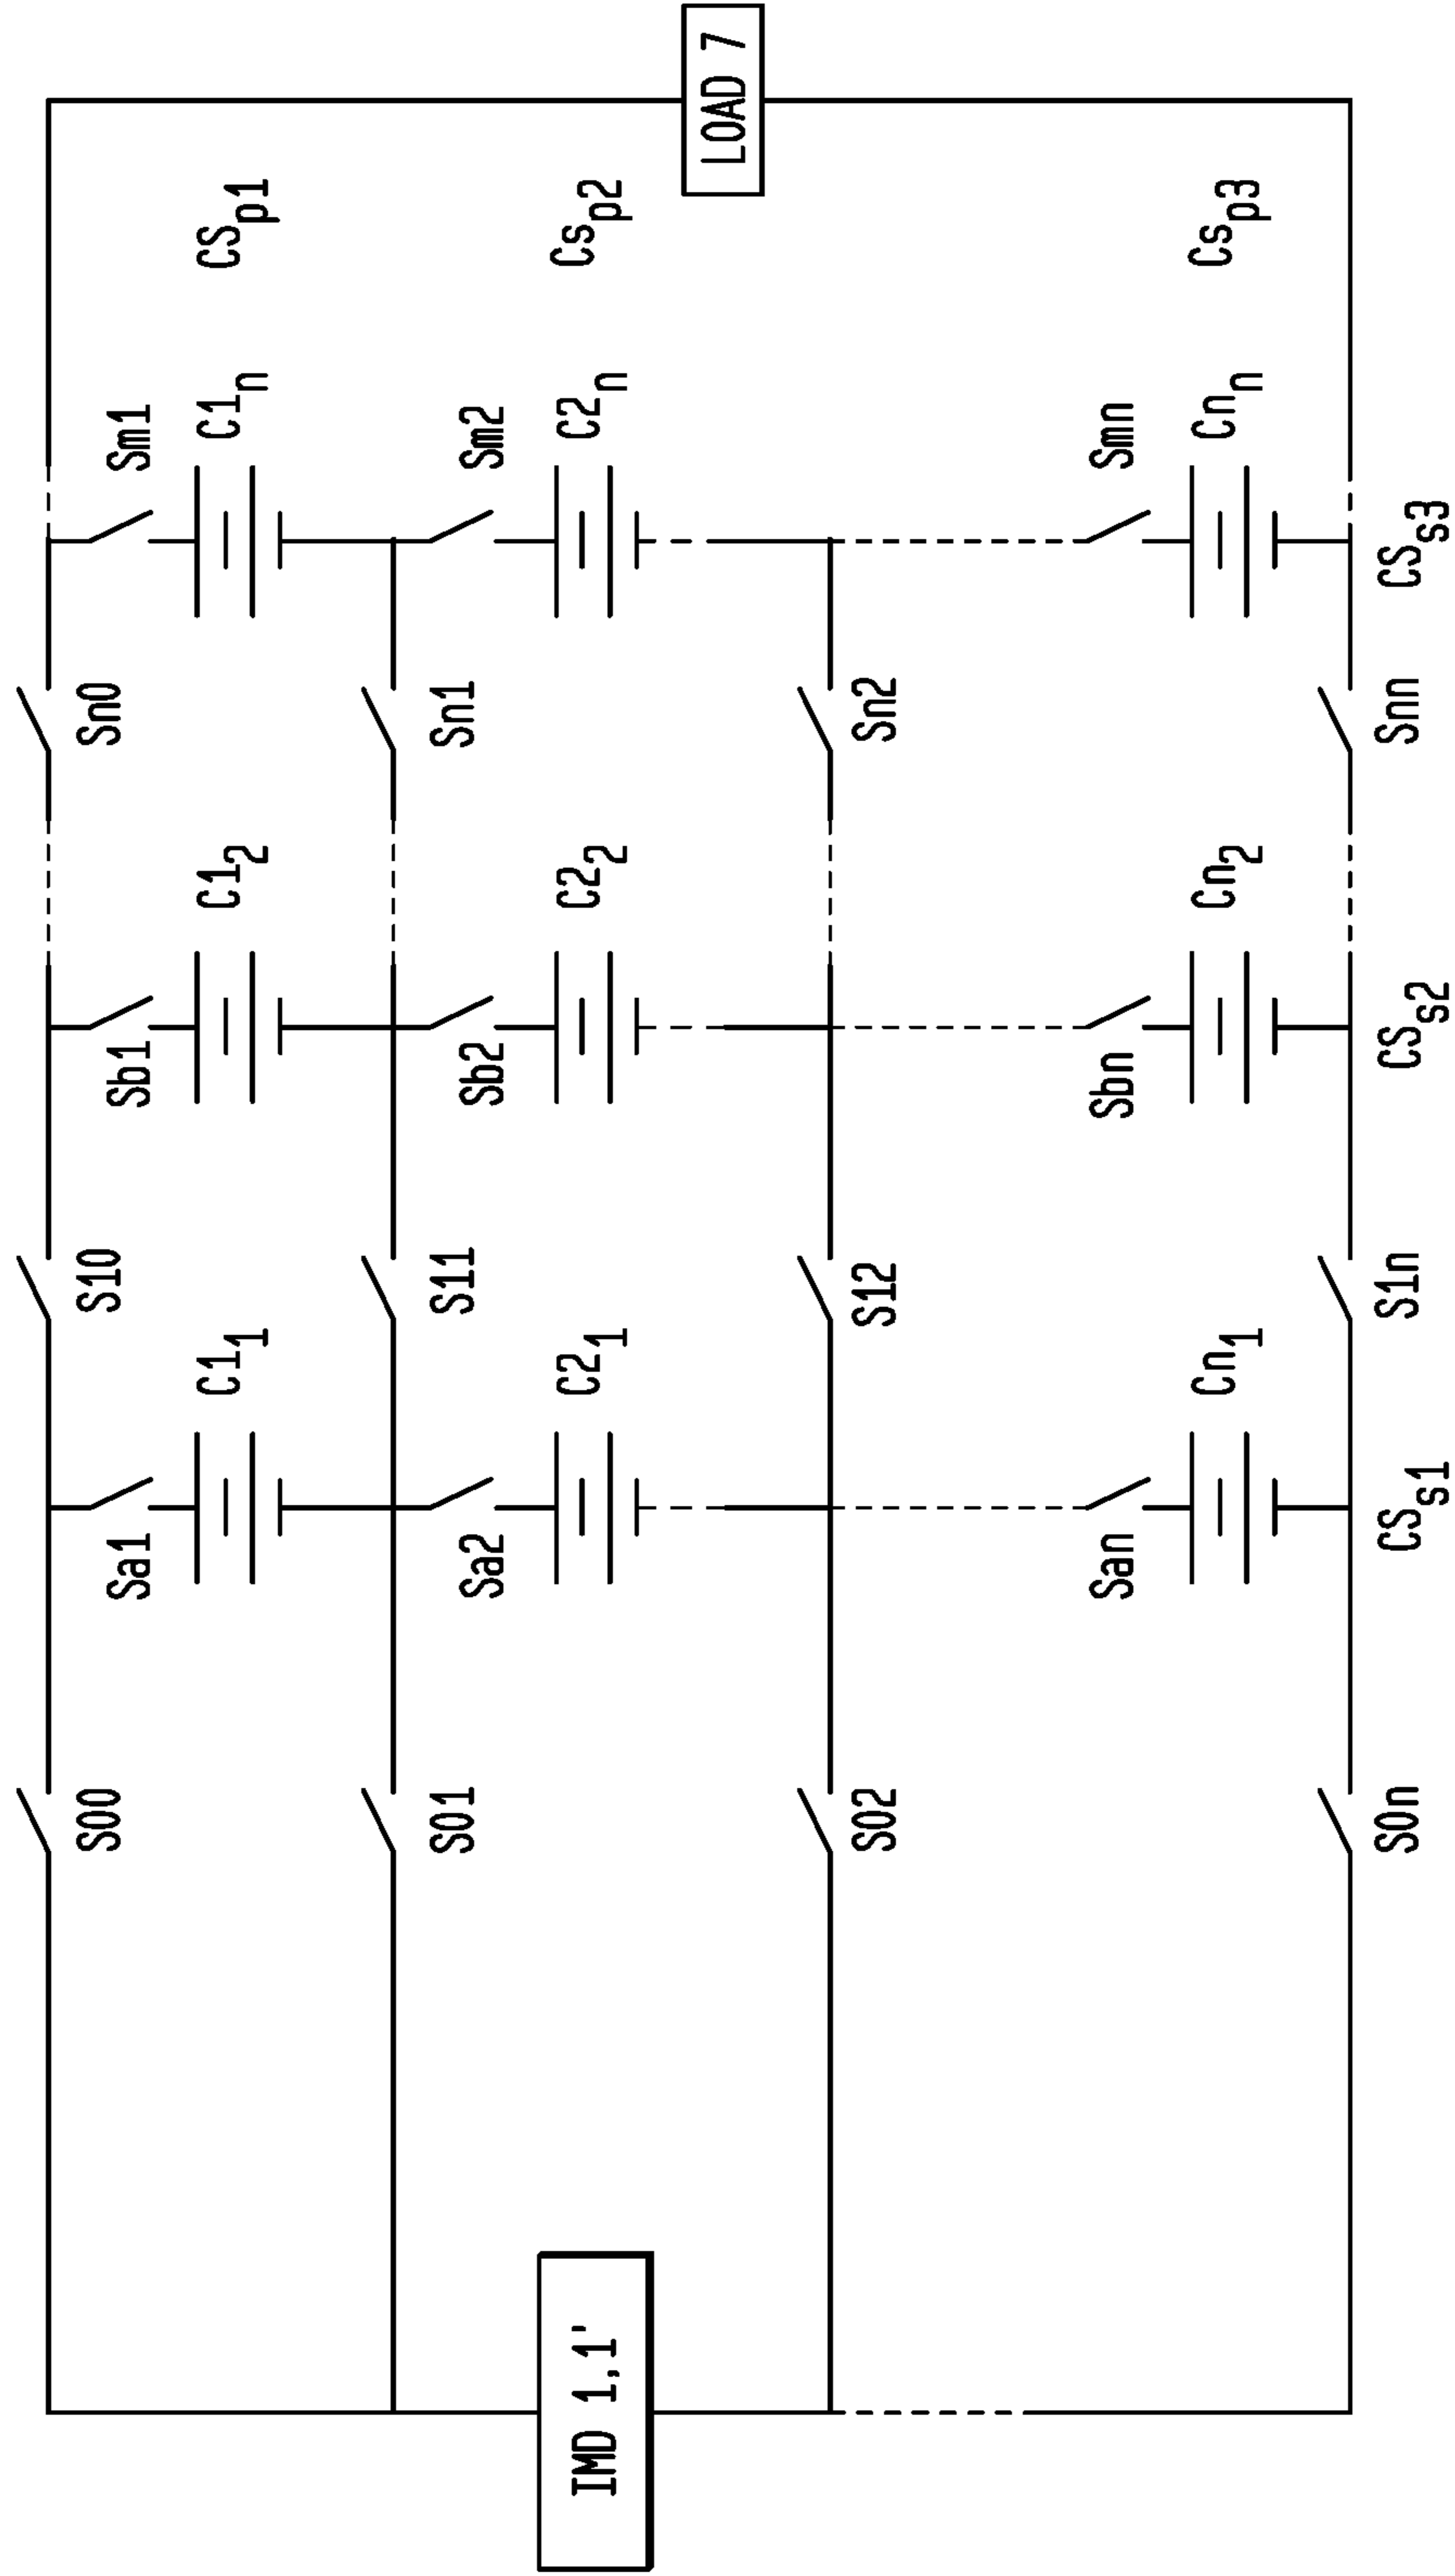 S00 S10 Sn0
Sa1 Sb1 Sm1
C1₁ C1₂ C1ₙ CSₚ₁
S01 S11 Sn1
Sa2 Sb2 Sm2
IMD 1,1' C2₁ C2₂ C2ₙ Csₚ₂
LOAD 7
S02 S12 Sn2
San Sbn Smn
Cn₁ Cn₂ Cnₙ Csₚ₃
S0n S1n Snn
CSₛ₁ CSₛ₂ CSₛ₃